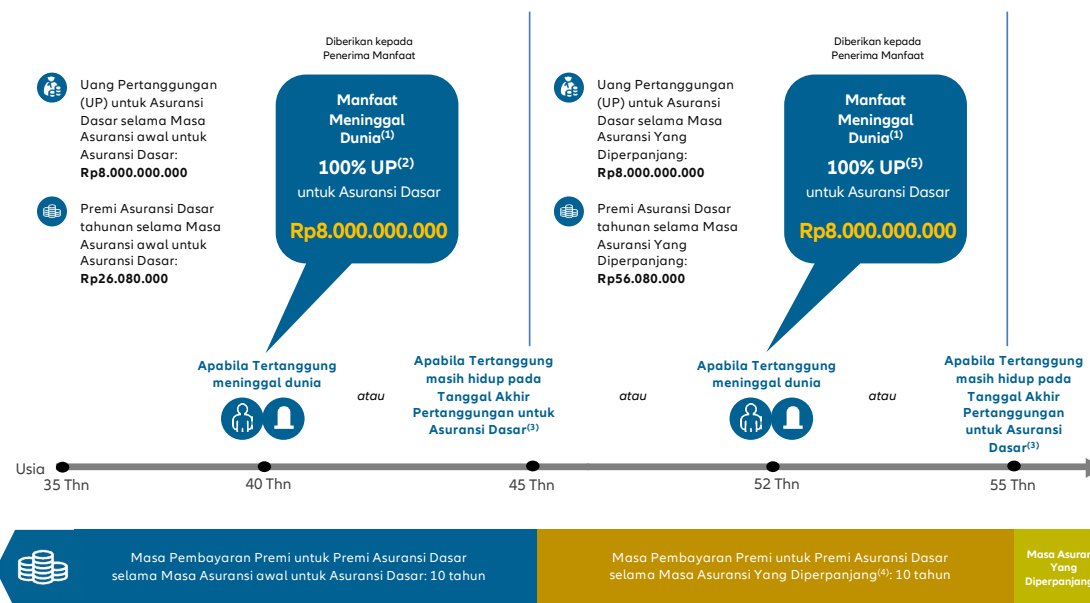 Diberikan kepada
Penerima Manfaat
Uang Pertanggungan
(UP) untuk Asuransi
Dasar selama Masa
Asuransi awal untuk
Asuransi Dasar:
Rp8.000.000.000
Premi Asuransi Dasar
tahunan selama Masa
Asuransi awal untuk
Asuransi Dasar:
Rp26.080.000
Manfaat
Meninggal
Dunia(1)
100% UP(2)
untuk Asuransi Dasar
Rp8.000.000.000
Diberikan kepada
Penerima Manfaat
Uang Pertanggungan
(UP) untuk Asuransi
Dasar selama Masa
Asuransi Yang
Diperpanjang:
Rp8.000.000.000
Premi Asuransi Dasar
tahunan selama Masa
Asuransi Yang
Diperpanjang:
Rp56.080.000
Manfaat
Meninggal
Dunia(1)
100% UP(5)
untuk Asuransi Dasar
Rp8.000.000.000
Apabila Tertanggung
meninggal dunia
atau
Apabila Tertanggung
masih hidup pada
Tanggal Akhir
Pertanggungan untuk
Asuransi Dasar(3)
atau
Apabila Tertanggung
meninggal dunia
atau
Apabila Tertanggung
masih hidup pada
Tanggal Akhir
Pertanggungan
untuk Asuransi
Dasar(3)
Usia
35 Thn
40 Thn
45 Thn
52 Thn
55 Thn
Masa Pembayaran Premi untuk Premi Asuransi Dasar
selama Masa Asuransi awal untuk Asuransi Dasar: 10 tahun
Masa Pembayaran Premi untuk Premi Asuransi Dasar
selama Masa Asuransi Yang Diperpanjang(4): 10 tahun
Masa Asuran
Yang
Diperpanjang